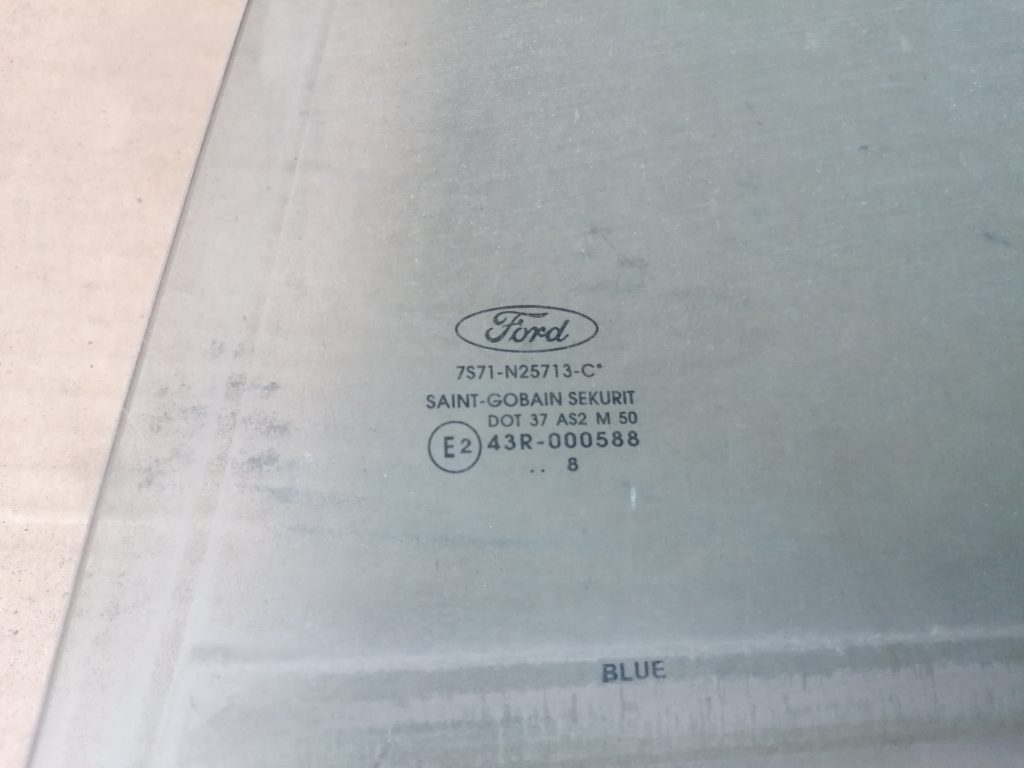 Ford
7S71-N25713-C*
SAINT-GOBAIN SEKURIT
DOT 37 AS2 M 50
E2 43R-000588
.. 8
BLUE